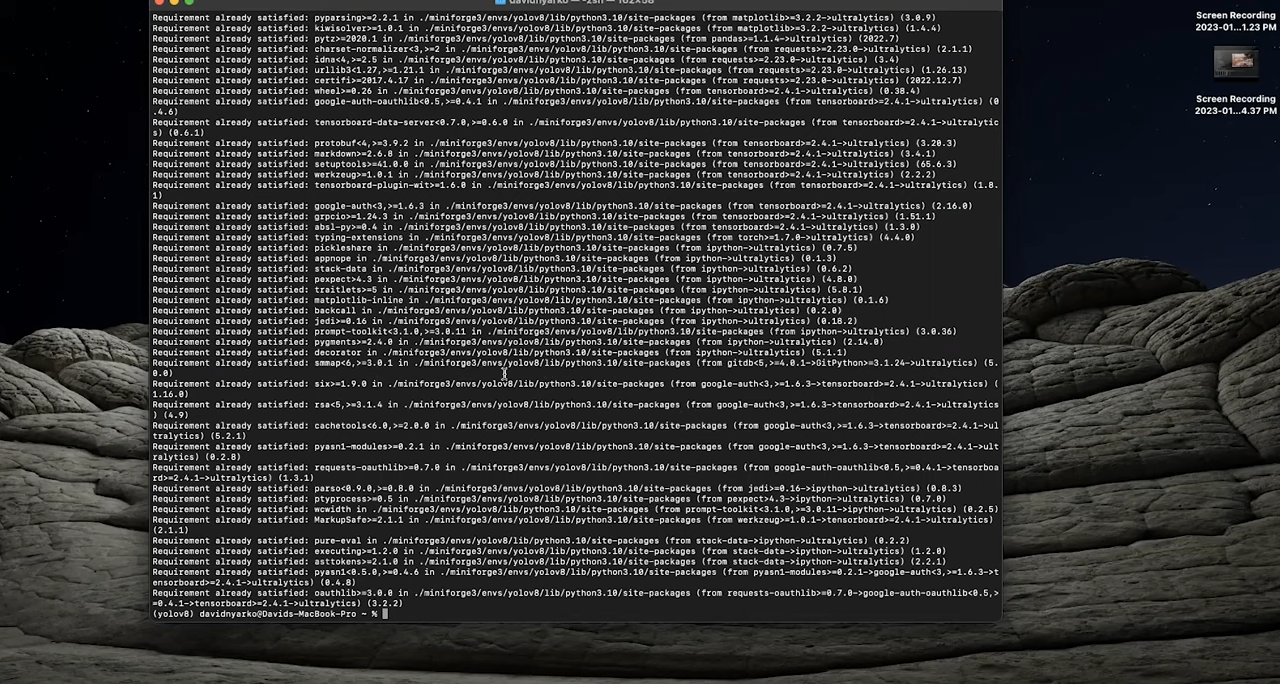 davidnyarko — -zsh — 162×58
Requirement already satisfied: pyparsing>=2.2.1 in ./miniforge3/envs/yolov8/lib/python3.10/site-packages (from matplotlib>=3.2.2->ultralytics) (3.0.9)
Requirement already satisfied: kiwisolver>=1.0.1 in ./miniforge3/envs/yolov8/lib/python3.10/site-packages (from matplotlib>=3.2.2->ultralytics) (1.4.4)
Requirement already satisfied: pytz>=2020.1 in ./miniforge3/envs/yolov8/lib/python3.10/site-packages (from pandas>=1.1.4->ultralytics) (2022.7)
Requirement already satisfied: charset-normalizer<3,>=2 in ./miniforge3/envs/yolov8/lib/python3.10/site-packages (from requests>=2.23.0->ultralytics) (2.1.1)
Requirement already satisfied: idna<4,>=2.5 in ./miniforge3/envs/yolov8/lib/python3.10/site-packages (from requests>=2.23.0->ultralytics) (3.4)
Requirement already satisfied: urllib3<1.27,>=1.21.1 in ./miniforge3/envs/yolov8/lib/python3.10/site-packages (from requests>=2.23.0->ultralytics) (1.26.13)
Requirement already satisfied: certifi>=2017.4.17 in ./miniforge3/envs/yolov8/lib/python3.10/site-packages (from requests>=2.23.0->ultralytics) (2022.12.7)
Requirement already satisfied: wheel>=0.26 in ./miniforge3/envs/yolov8/lib/python3.10/site-packages (from tensorboard>=2.4.1->ultralytics) (0.38.4)
Requirement already satisfied: google-auth-oauthlib<0.5,>=0.4.1 in ./miniforge3/envs/yolov8/lib/python3.10/site-packages (from tensorboard>=2.4.1->ultralytics) (0
.4.6)
Requirement already satisfied: tensorboard-data-server<0.7.0,>=0.6.0 in ./miniforge3/envs/yolov8/lib/python3.10/site-packages (from tensorboard>=2.4.1->ultralytic
s) (0.6.1)
Requirement already satisfied: protobuf<4,>=3.9.2 in ./miniforge3/envs/yolov8/lib/python3.10/site-packages (from tensorboard>=2.4.1->ultralytics) (3.20.3)
Requirement already satisfied: markdown>=2.6.8 in ./miniforge3/envs/yolov8/lib/python3.10/site-packages (from tensorboard>=2.4.1->ultralytics) (3.4.1)
Requirement already satisfied: setuptools>=41.0.0 in ./miniforge3/envs/yolov8/lib/python3.10/site-packages (from tensorboard>=2.4.1->ultralytics) (65.6.3)
Requirement already satisfied: werkzeug>=1.0.1 in ./miniforge3/envs/yolov8/lib/python3.10/site-packages (from tensorboard>=2.4.1->ultralytics) (2.2.2)
Requirement already satisfied: tensorboard-plugin-wit>=1.6.0 in ./miniforge3/envs/yolov8/lib/python3.10/site-packages (from tensorboard>=2.4.1->ultralytics) (1.8.
1)
Requirement already satisfied: google-auth<3,>=1.6.3 in ./miniforge3/envs/yolov8/lib/python3.10/site-packages (from tensorboard>=2.4.1->ultralytics) (2.16.0)
Requirement already satisfied: grpcio>=1.24.3 in ./miniforge3/envs/yolov8/lib/python3.10/site-packages (from tensorboard>=2.4.1->ultralytics) (1.51.1)
Requirement already satisfied: absl-py>=0.4 in ./miniforge3/envs/yolov8/lib/python3.10/site-packages (from tensorboard>=2.4.1->ultralytics) (1.3.0)
Requirement already satisfied: typing-extensions in ./miniforge3/envs/yolov8/lib/python3.10/site-packages (from torch>=1.7.0->ultralytics) (4.4.0)
Requirement already satisfied: pickleshare in ./miniforge3/envs/yolov8/lib/python3.10/site-packages (from ipython->ultralytics) (0.7.5)
Requirement already satisfied: appnope in ./miniforge3/envs/yolov8/lib/python3.10/site-packages (from ipython->ultralytics) (0.1.3)
Requirement already satisfied: stack-data in ./miniforge3/envs/yolov8/lib/python3.10/site-packages (from ipython->ultralytics) (0.6.2)
Requirement already satisfied: pexpect>4.3 in ./miniforge3/envs/yolov8/lib/python3.10/site-packages (from ipython->ultralytics) (4.8.0)
Requirement already satisfied: traitlets>=5 in ./miniforge3/envs/yolov8/lib/python3.10/site-packages (from ipython->ultralytics) (5.8.1)
Requirement already satisfied: matplotlib-inline in ./miniforge3/envs/yolov8/lib/python3.10/site-packages (from ipython->ultralytics) (0.1.6)
Requirement already satisfied: backcall in ./miniforge3/envs/yolov8/lib/python3.10/site-packages (from ipython->ultralytics) (0.2.0)
Requirement already satisfied: jedi>=0.16 in ./miniforge3/envs/yolov8/lib/python3.10/site-packages (from ipython->ultralytics) (0.18.2)
Requirement already satisfied: prompt-toolkit<3.1.0,>=3.0.11 in ./miniforge3/envs/yolov8/lib/python3.10/site-packages (from ipython->ultralytics) (3.0.36)
Requirement already satisfied: pygments>=2.4.0 in ./miniforge3/envs/yolov8/lib/python3.10/site-packages (from ipython->ultralytics) (2.14.0)
Requirement already satisfied: decorator in ./miniforge3/envs/yolov8/lib/python3.10/site-packages (from ipython->ultralytics) (5.1.1)
Requirement already satisfied: smmap<6,>=3.0.1 in ./miniforge3/envs/yolov8/lib/python3.10/site-packages (from gitdb<5,>=4.0.1->GitPython>=3.1.24->ultralytics) (5.
0.0)
Requirement already satisfied: six>=1.9.0 in ./miniforge3/envs/yolov8/lib/python3.10/site-packages (from google-auth<3,>=1.6.3->tensorboard>=2.4.1->ultralytics) (
1.16.0)
Requirement already satisfied: rsa<5,>=3.1.4 in ./miniforge3/envs/yolov8/lib/python3.10/site-packages (from google-auth<3,>=1.6.3->tensorboard>=2.4.1->ultralytics
) (4.9)
Requirement already satisfied: cachetools<6.0,>=2.0.0 in ./miniforge3/envs/yolov8/lib/python3.10/site-packages (from google-auth<3,>=1.6.3->tensorboard>=2.4.1->ul
tralytics) (5.2.1)
Requirement already satisfied: pyasn1-modules>=0.2.1 in ./miniforge3/envs/yolov8/lib/python3.10/site-packages (from google-auth<3,>=1.6.3->tensorboard>=2.4.1->ult
ralytics) (0.2.8)
Requirement already satisfied: requests-oauthlib>=0.7.0 in ./miniforge3/envs/yolov8/lib/python3.10/site-packages (from google-auth-oauthlib<0.5,>=0.4.1->tensorboa
rd>=2.4.1->ultralytics) (1.3.1)
Requirement already satisfied: parso<0.9.0,>=0.8.0 in ./miniforge3/envs/yolov8/lib/python3.10/site-packages (from jedi>=0.16->ipython->ultralytics) (0.8.3)
Requirement already satisfied: ptyprocess>=0.5 in ./miniforge3/envs/yolov8/lib/python3.10/site-packages (from pexpect>4.3->ipython->ultralytics) (0.7.0)
Requirement already satisfied: wcwidth in ./miniforge3/envs/yolov8/lib/python3.10/site-packages (from prompt-toolkit<3.1.0,>=3.0.11->ipython->ultralytics) (0.2.5)
Requirement already satisfied: MarkupSafe>=2.1.1 in ./miniforge3/envs/yolov8/lib/python3.10/site-packages (from werkzeug>=1.0.1->tensorboard>=2.4.1->ultralytics)
(2.1.1)
Requirement already satisfied: pure-eval in ./miniforge3/envs/yolov8/lib/python3.10/site-packages (from stack-data->ipython->ultralytics) (0.2.2)
Requirement already satisfied: executing>=1.2.0 in ./miniforge3/envs/yolov8/lib/python3.10/site-packages (from stack-data->ipython->ultralytics) (1.2.0)
Requirement already satisfied: asttokens>=2.1.0 in ./miniforge3/envs/yolov8/lib/python3.10/site-packages (from stack-data->ipython->ultralytics) (2.2.1)
Requirement already satisfied: pyasn1<0.5.0,>=0.4.6 in ./miniforge3/envs/yolov8/lib/python3.10/site-packages (from pyasn1-modules>=0.2.1->google-auth<3,>=1.6.3->t
ensorboard>=2.4.1->ultralytics) (0.4.8)
Requirement already satisfied: oauthlib>=3.0.0 in ./miniforge3/envs/yolov8/lib/python3.10/site-packages (from requests-oauthlib>=0.7.0->google-auth-oauthlib<0.5,>
=0.4.1->tensorboard>=2.4.1->ultralytics) (3.2.2)
(yolov8) davidnyarko@Davids-MacBook-Pro ~ %
Screen Recording
2023-01...1.23 PM
Screen Recording
2023-01...4.37 PM